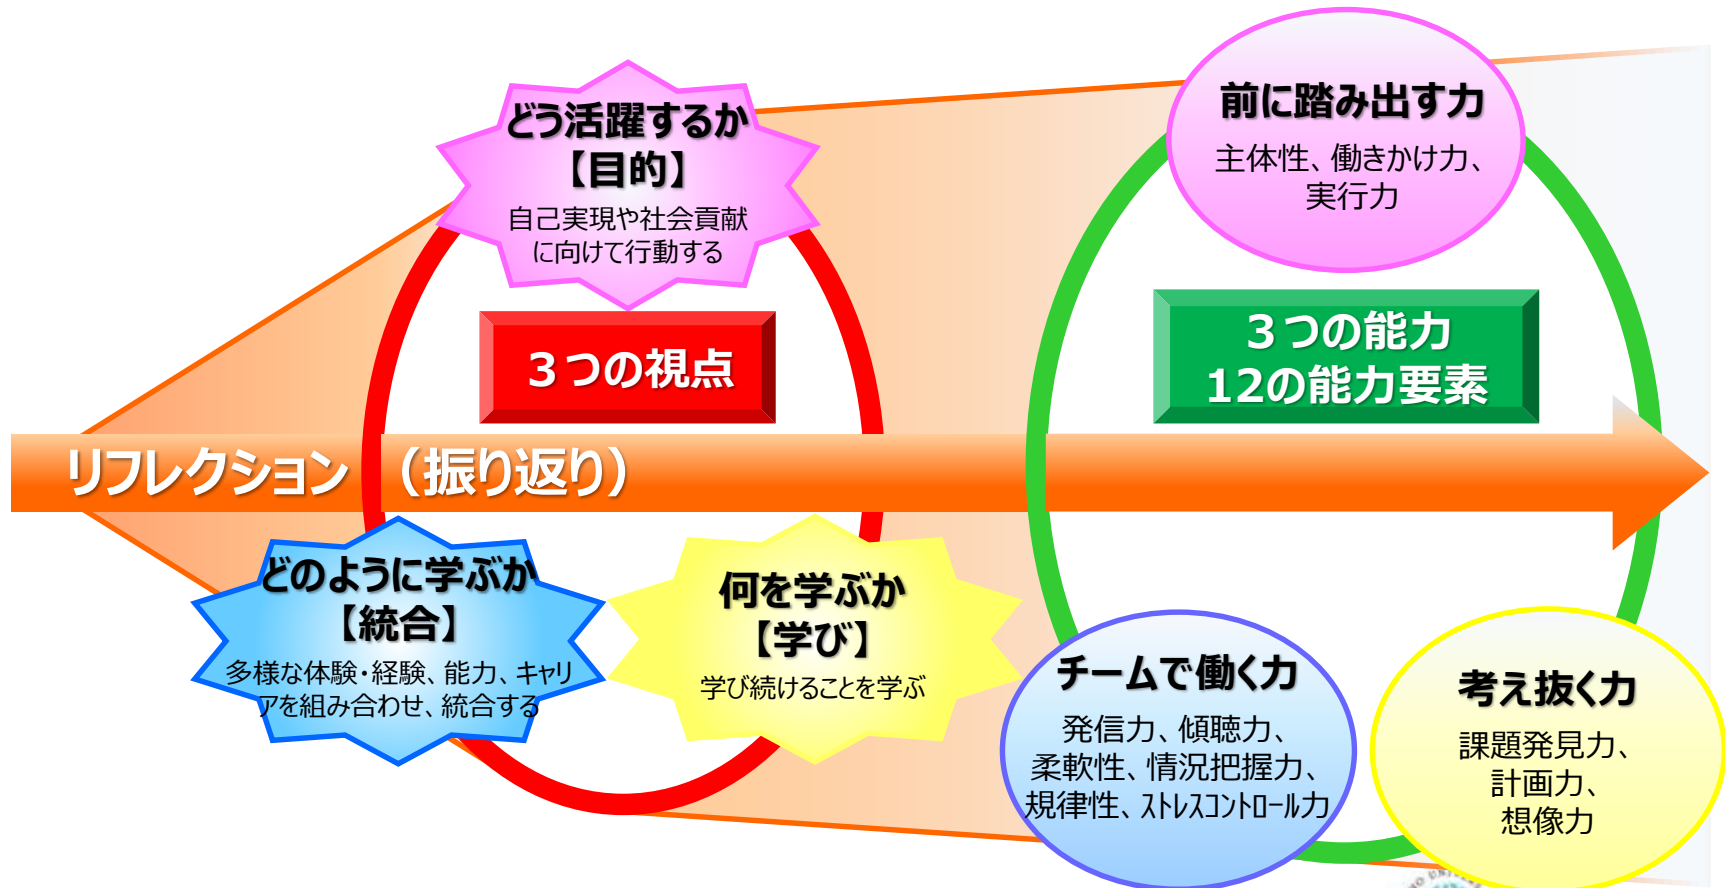 どう活躍するか
【目的】
自己実現や社会貢献
に向けて行動する
３つの視点
リフレクション （振り返り）
どのように学ぶか
【統合】
多様な体験・経験、能力、キャリ
アを組み合わせ、統合する
何を学ぶか
【学び】
学び続けることを学ぶ
前に踏み出す力
主体性、働きかけ力、
実行力
３つの能力
12の能力要素
チームで働く力
発信力、傾聴力、
柔軟性、情況把握力、
規律性、ｽﾄﾚｽｺﾝﾄﾛｰﾙ力
考え抜く力
課題発見力、
計画力、
想像力